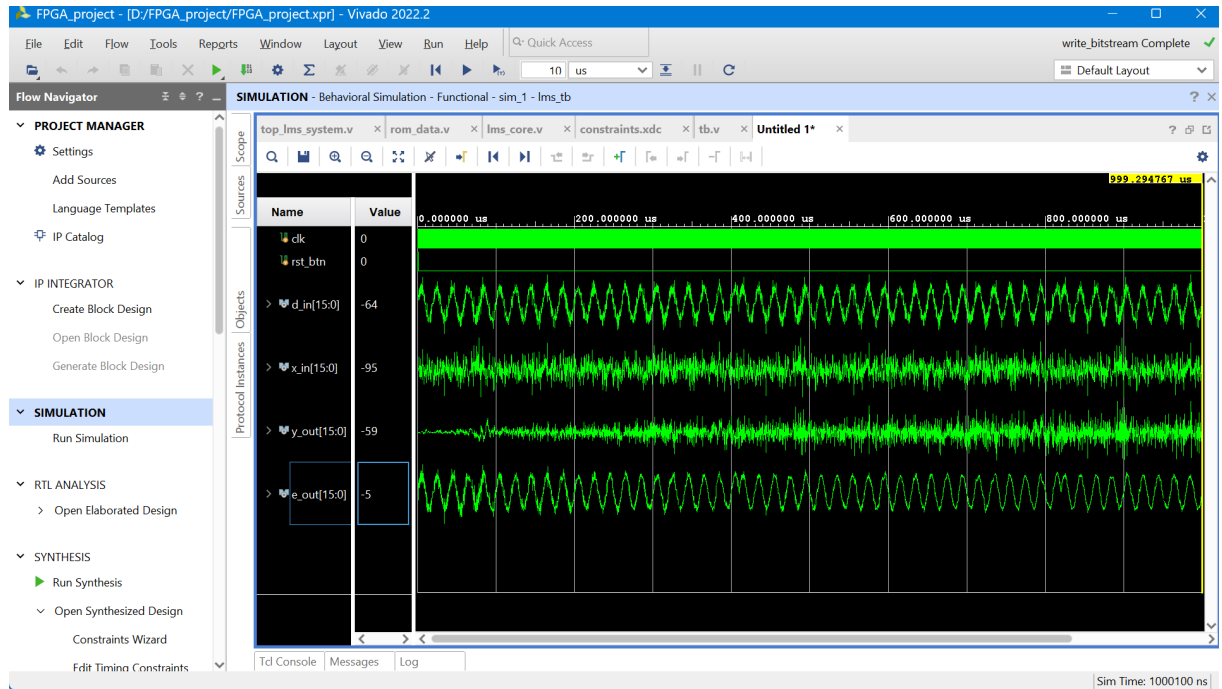 FPGA_project - [D:/FPGA_project/FPGA_project.xpr] - Vivado 2022.2
File Edit Flow Tools Reports Window Layout View Run Help Q- Quick Access write_bitstream Complete
10 us Default Layout
Flow Navigator ? _
SIMULATION - Behavioral Simulation - Functional - sim_1 - lms_tb ? ×
PROJECT MANAGER
Settings
Add Sources
Language Templates
IP Catalog
IP INTEGRATOR
Create Block Design
Open Block Design
Generate Block Design
SIMULATION
Run Simulation
RTL ANALYSIS
Open Elaborated Design
SYNTHESIS
Run Synthesis
Open Synthesized Design
Constraints Wizard
Edit Timing Constraints
Scope
Sources
Objects
Protocol Instances
top_lms_system.v × rom_data.v × lms_core.v × constraints.xdc × tb.v × Untitled 1* × ?
999.294767 us
Name Value 0.000000 us 200.000000 us 400.000000 us 600.000000 us 800.000000 us
clk 0
rst_btn 0
d_in[15:0] -64
x_in[15:0] -95
y_out[15:0] -59
e_out[15:0] -5
Tcl Console Messages Log
Sim Time: 1000100 ns